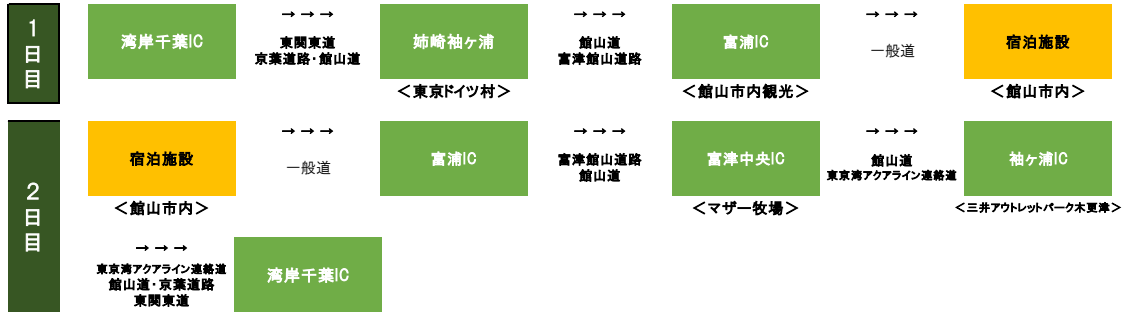 1日目
湾岸千葉IC
→→→
東関東道
京葉道路・館山道
姉崎袖ヶ浦
＜東京ドイツ村＞
→→→
館山道
富津館山道路
富浦IC
＜館山市内観光＞
→→→
一般道
宿泊施設
＜館山市内＞
2日目
宿泊施設
＜館山市内＞
→→→
一般道
富浦IC
→→→
富津館山道路
館山道
富津中央IC
＜マザー牧場＞
→→→
館山道
東京湾アクアライン連絡道
袖ヶ浦IC
＜三井アウトレットパーク木更津＞
→→→
東京湾アクアライン連絡道
館山道・京葉道路
東関東道
湾岸千葉IC